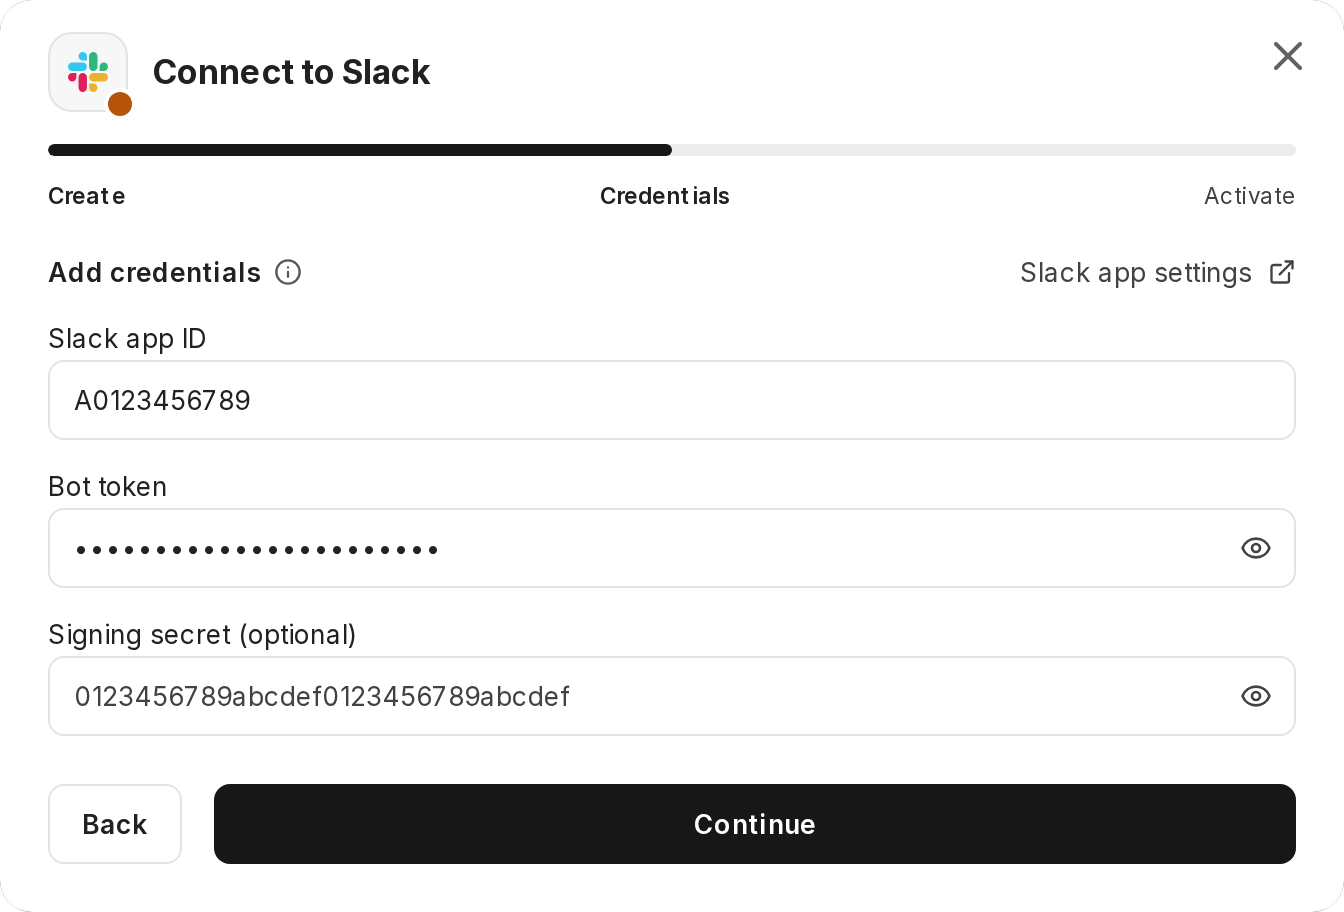 Connect to Slack
Create Credentials Activate
Add credentials Slack app settings
Slack app ID
A0123456789
Bot token
•••••••••••••••••••••••
Signing secret (optional)
0123456789abcdef0123456789abcdef
Back Continue